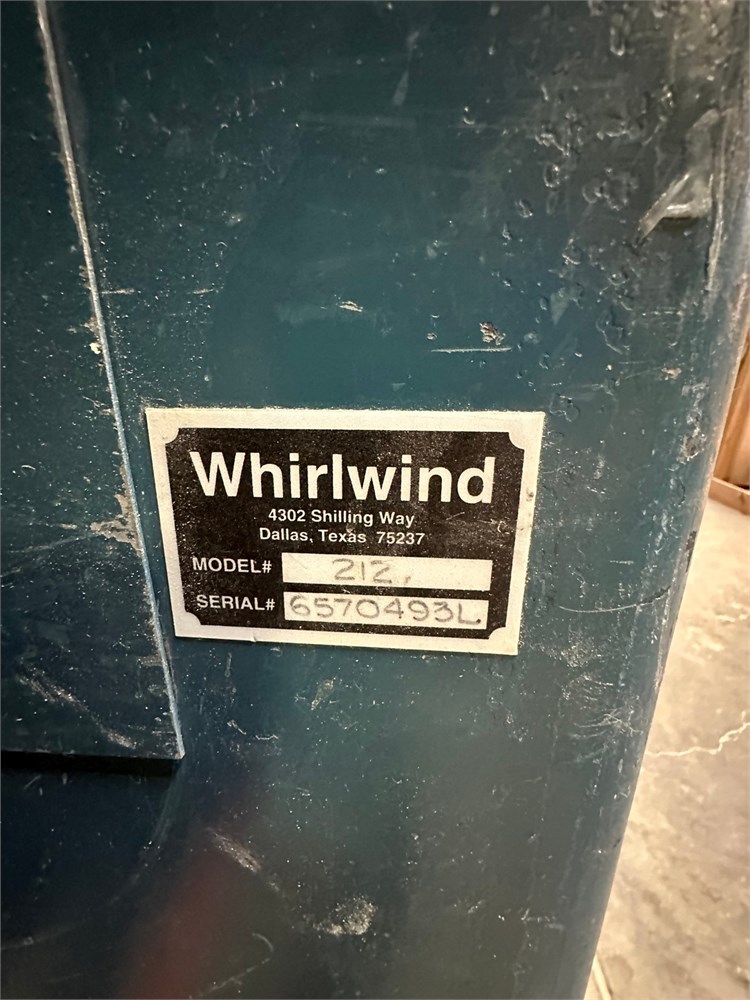 Whirlwind
4302 Shilling Way
Dallas, Texas 75237
MODEL# 212,
SERIAL# 6570493L